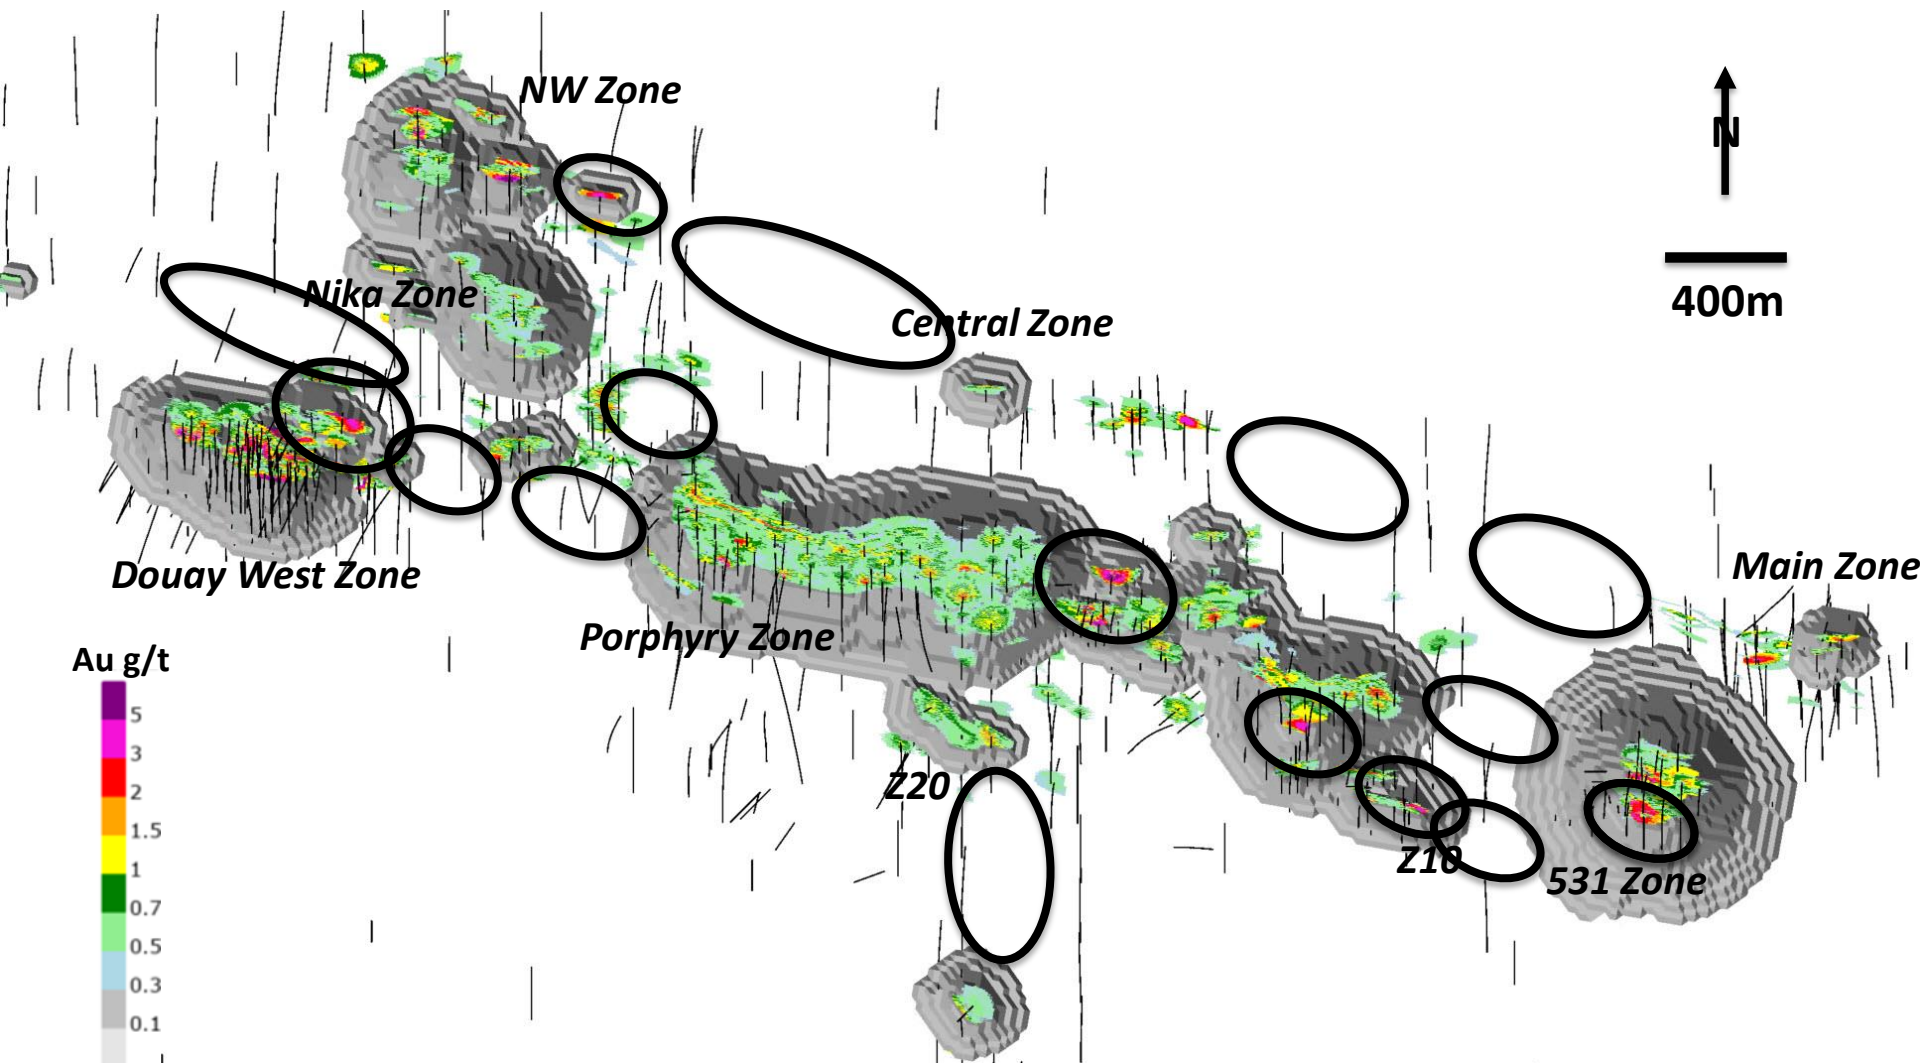 NW Zone
N
Nika Zone
Central Zone
400m
Douay West Zone
Main Zone
Porphyry Zone
Au g/t
5
3
2
1.5
1
0.7
0.5
0.3
0.1
Z20
Z10
531 Zone